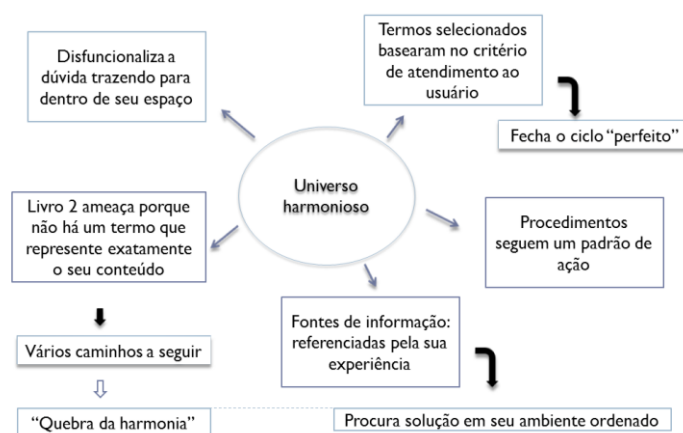 Disfuncionaliza a
dúvida trazendo para
dentro de seu espaço
Termos selecionados
basearam no critério
de atendimento ao
usuário
Fecha o ciclo “perfeito”
Universo
harmonioso
Livro 2 ameaça porque
não há um termo que
represente exatamente
o seu conteúdo
Procedimentos
seguem um padrão de
ação
Fontes de informação:
referenciadas pela sua
experiência
Vários caminhos a seguir
“Quebra da harmonia”
Procura solução em seu ambiente ordenado